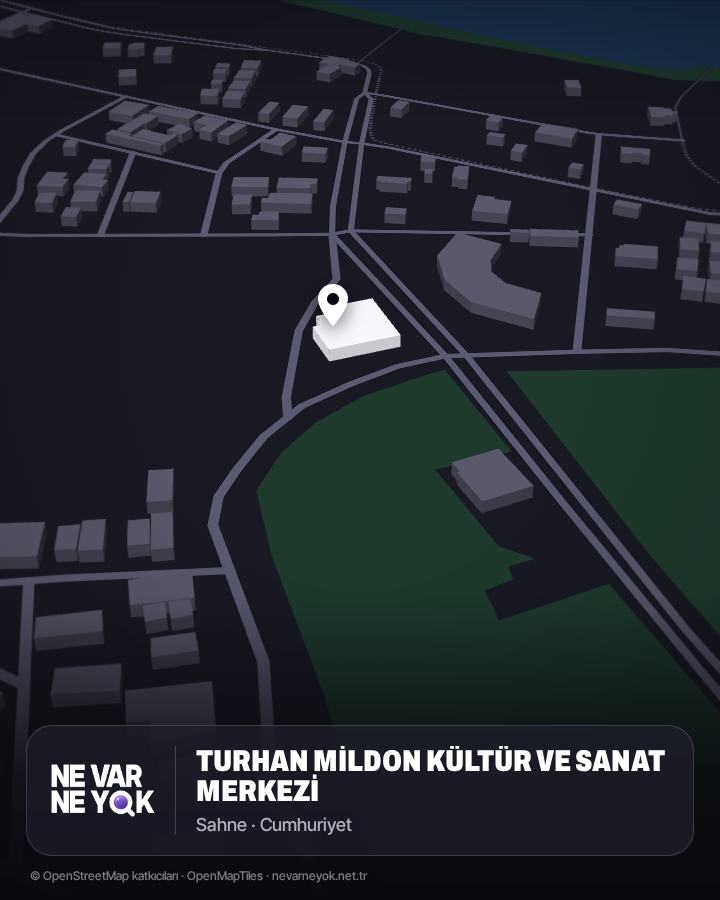 NE VAR
NE YOK
TURHAN MİLDON KÜLTÜR VE SANAT
MERKEZİ
Sahne · Cumhuriyet
© OpenStreetMap katkıcıları · OpenMapTiles · nevarneyok.net.tr